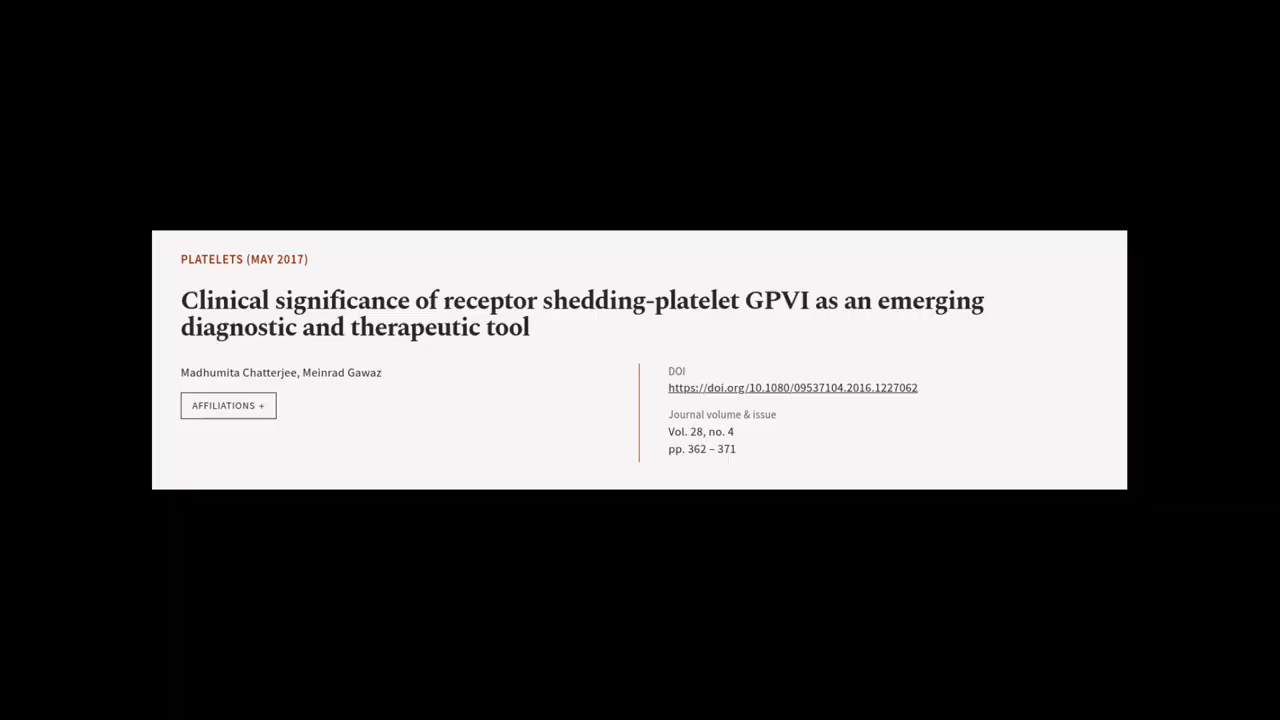 PLATELETS (MAY 2017)
Clinical significance of receptor shedding-platelet GPVI as an emerging
diagnostic and therapeutic tool
Madhumita Chatterjee, Meinrad Gawaz
AFFILIATIONS +
DOI
https://doi.org/10.1080/09537104.2016.1227062
Journal volume & issue
Vol. 28, no. 4
pp. 362 – 371